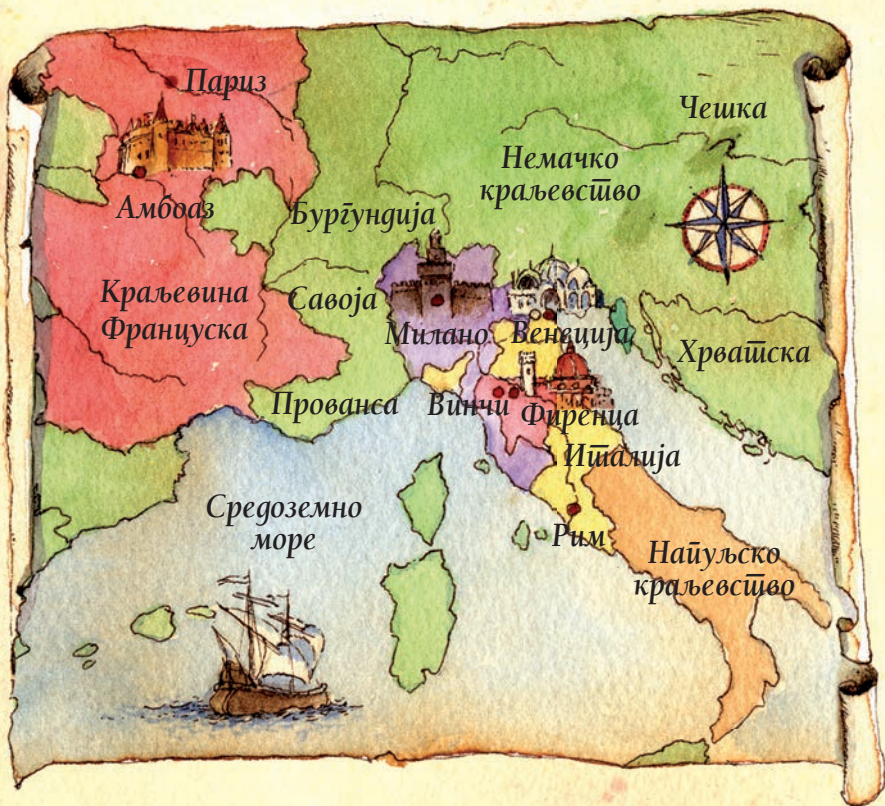 Париз
Чешка
Немачко
краљевство
Амбоаз
Бургундија
Краљевина
Француска
Савоја
Милано
Венеција
Хрватска
Прованса
Винчи
Фиренца
Италија
Средоземно
море
Рим
Напуљско
краљевство